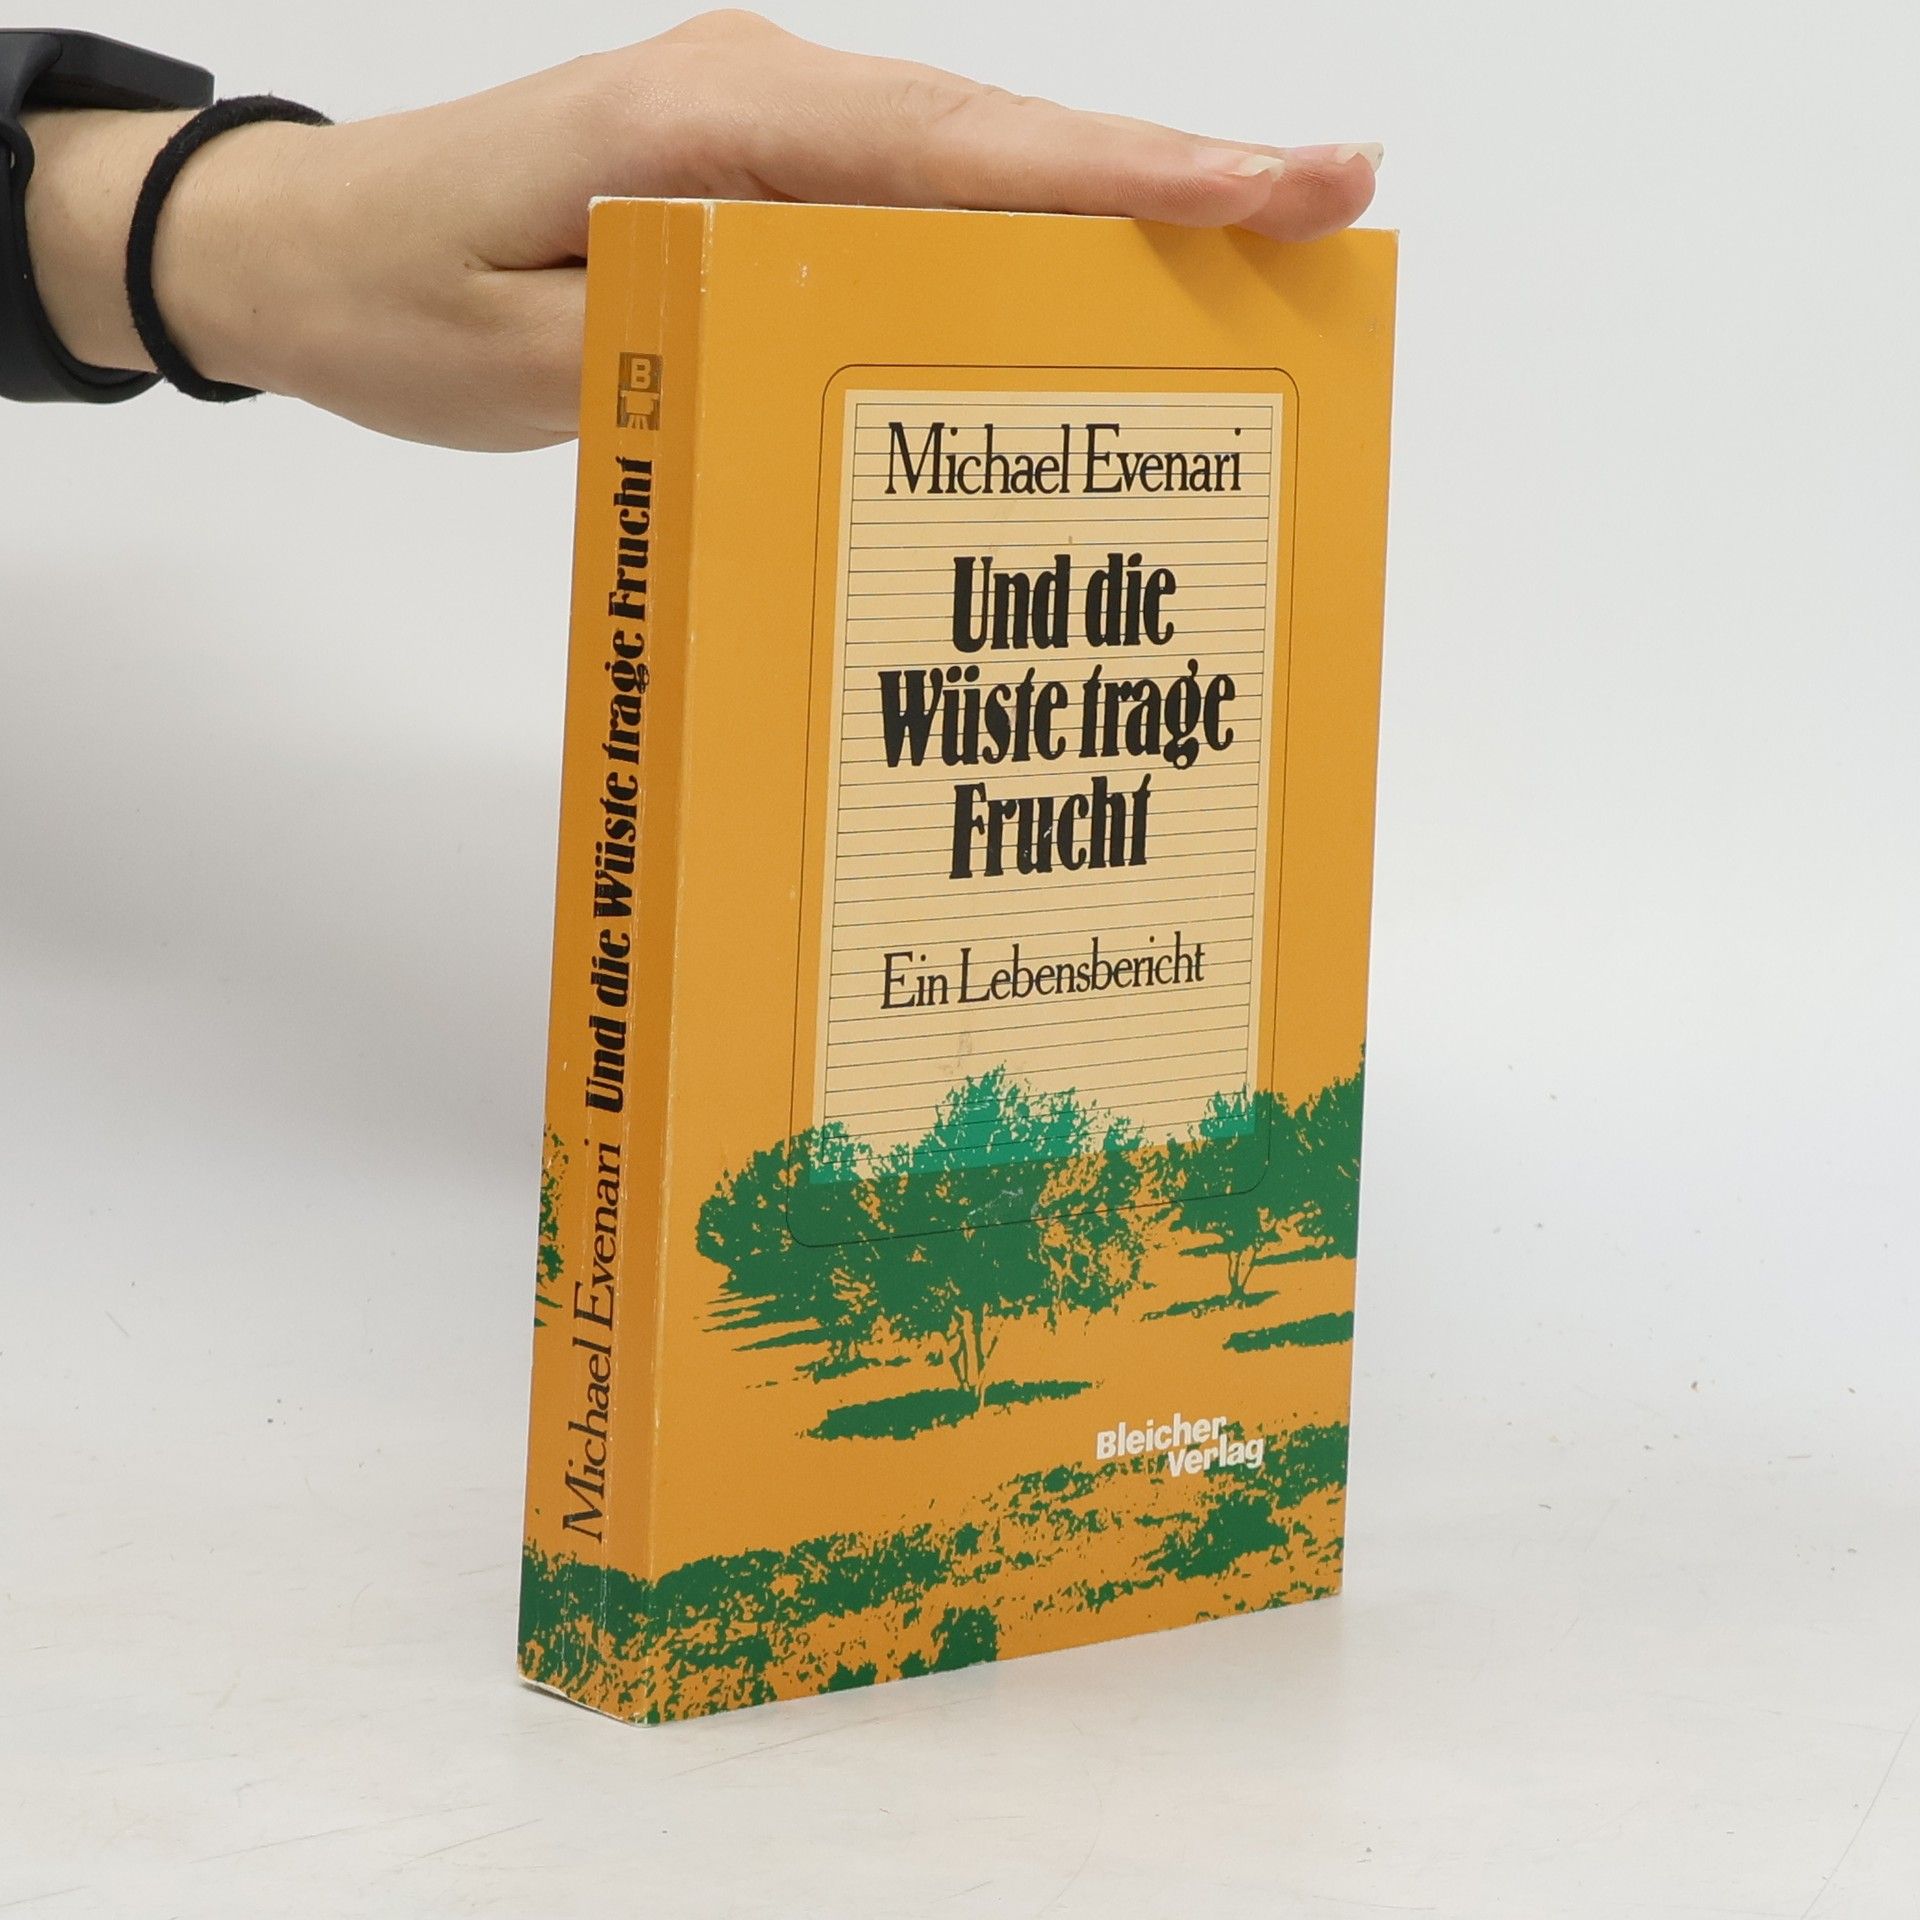 Michael Evenari
Und die
Wüste trage
Frucht
Ein Lebensbericht
Bleicher
Verlag
Michael Evenari Und die Wüste trage Frucht
B